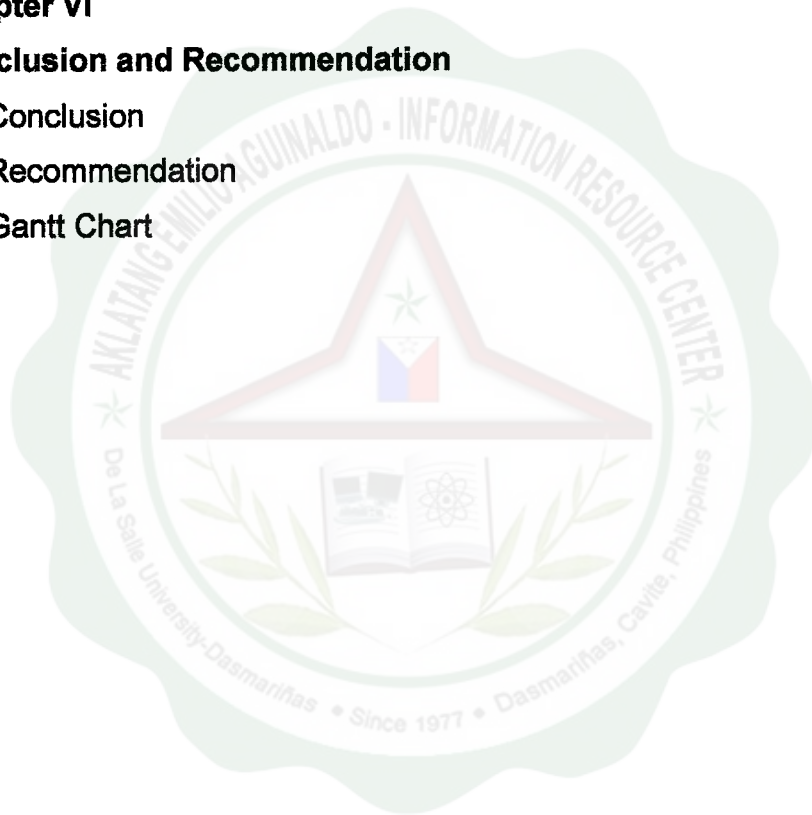 pter VI
clusion and Recommendation
Conclusion
Recommendation
Gantt Chart
AKLATANG EMILIO AGUINALDO - INFORMATION RESOURCE CENTER
De La Salle University-Dasmariñas • Since 1977 • Dasmariñas, Cavite, Philippines